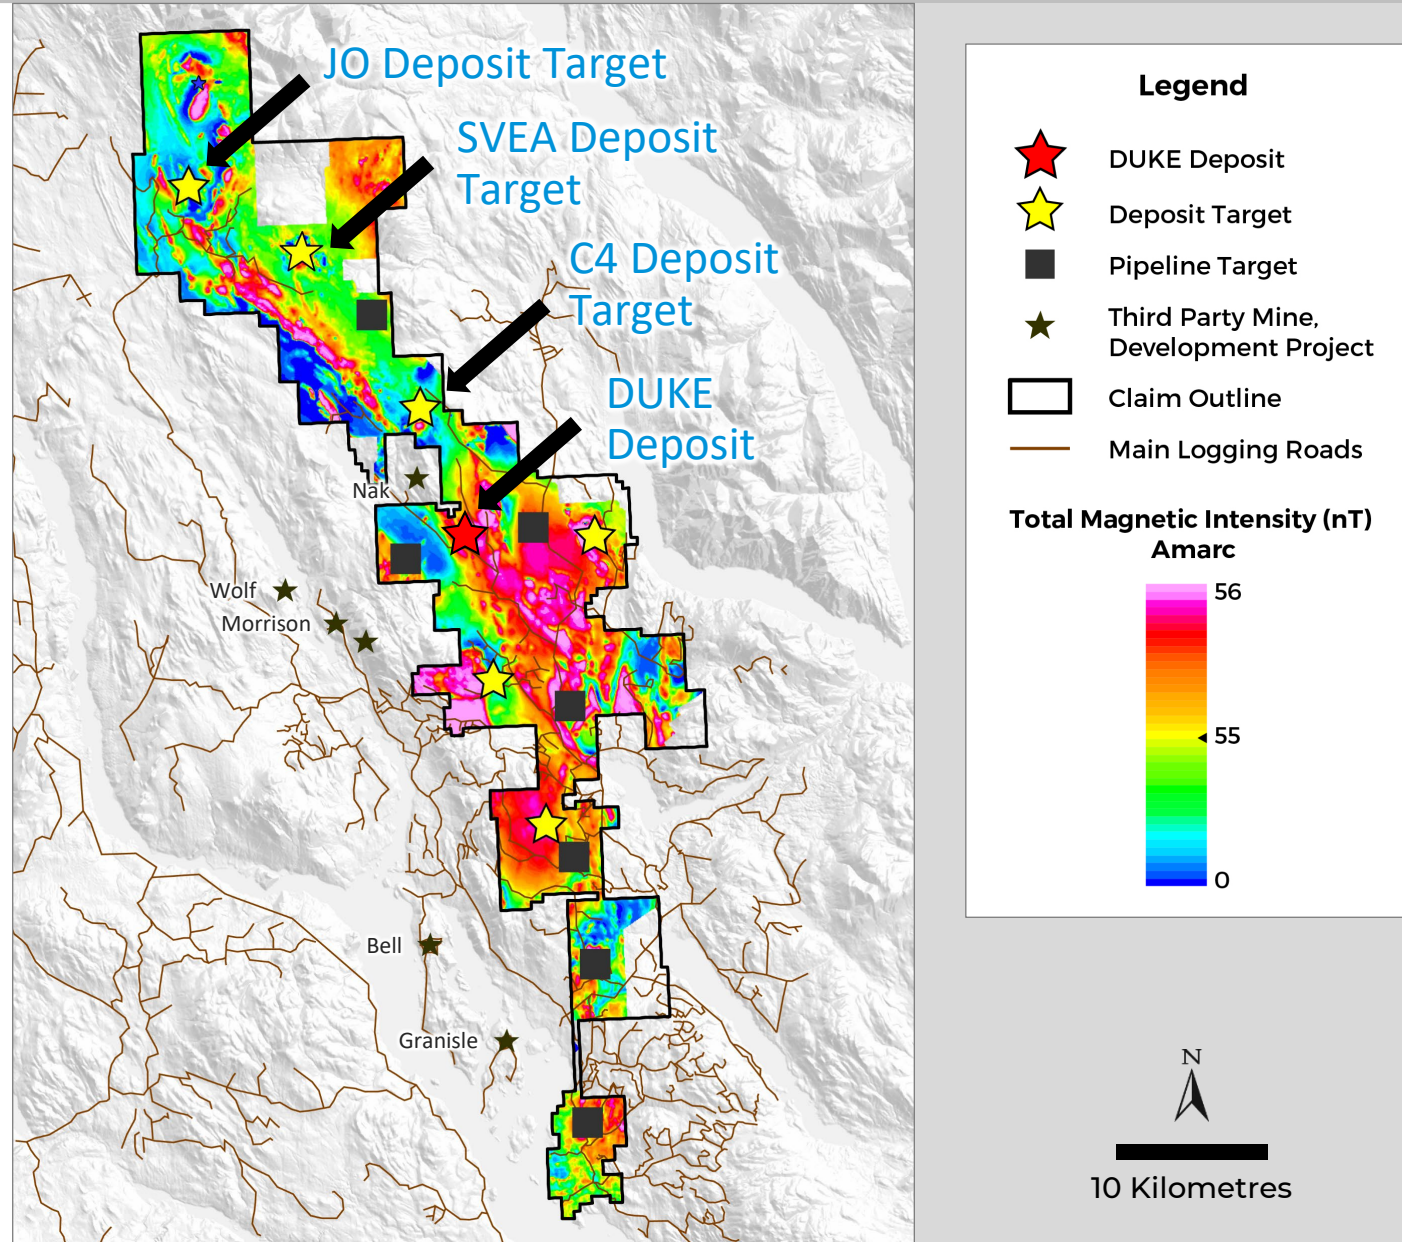 JO Deposit Target
SVEA Deposit
Target
C4 Deposit
Target
DUKE
Deposit
Nak
Wolf
Morrison
Bell
Granisle
Legend
DUKE Deposit
Deposit Target
Pipeline Target
Third Party Mine,
Development Project
Claim Outline
Main Logging Roads
Total Magnetic Intensity (nT)
Amarc
56
55
0
N
10 Kilometres